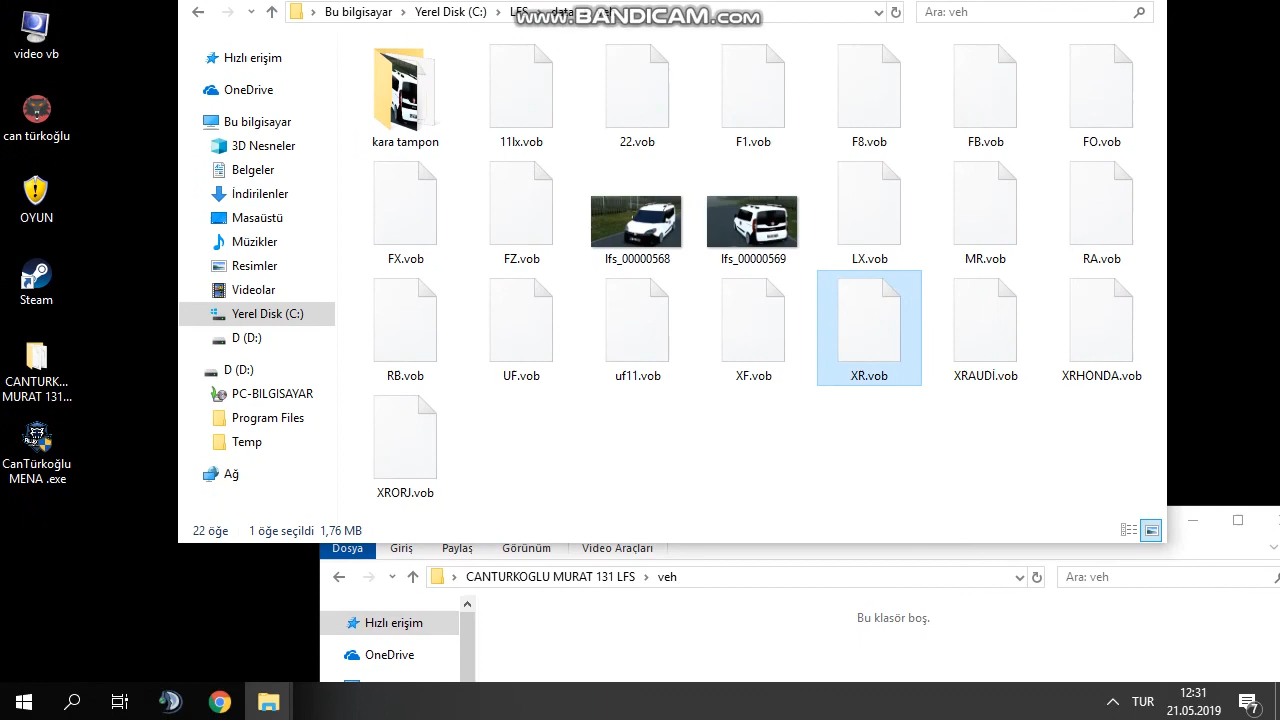 video vb
can türkoğlu
OYUN
Steam
CANTURK...
MURAT 131...
CanTürkoğlu
MENA .exe
Bu bilgisayar
Yerel Disk (C:)
LFS
data
www.BANDICAM.com
Ara: veh
Hızlı erişim
OneDrive
Bu bilgisayar
3D Nesneler
Belgeler
İndirilenler
Masaüstü
Müzikler
Resimler
Videolar
Yerel Disk (C:)
D (D:)
D (D:)
PC-BILGISAYAR
Program Files
Temp
Ağ
kara tampon
11lx.vob
22.vob
F1.vob
F8.vob
FB.vob
FO.vob
FX.vob
FZ.vob
lfs_00000568
lfs_00000569
LX.vob
MR.vob
RA.vob
RB.vob
UF.vob
uf11.vob
XF.vob
XR.vob
XRAUDİ.vob
XRHONDA.vob
XRORJ.vob
22 öğe
1 öğe seçildi 1,76 MB
Dosya
Giriş
Paylaş
Görünüm
Video Araçları
CANTURKOGLU MURAT 131 LFS
veh
Ara: veh
Hızlı erişim
OneDrive
Bu klasör boş.
TUR
12:31
21.05.2019
7